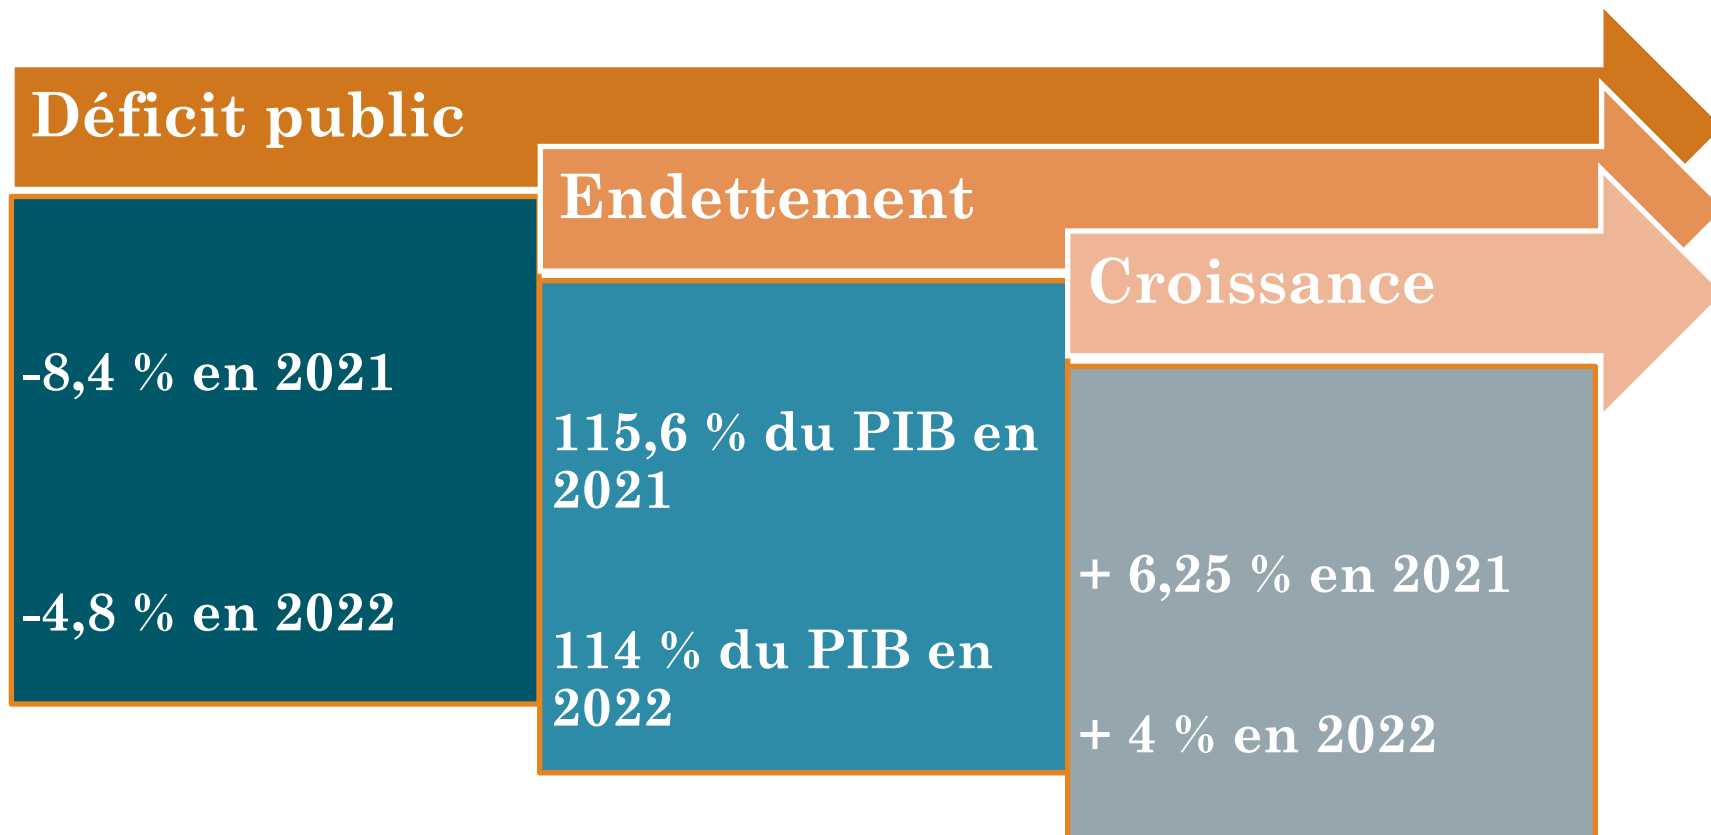 Déficit public
-8,4 % en 2021
-4,8 % en 2022
Endettement
115,6 % du PIB en
2021
114 % du PIB en
2022
Croissance
+ 6,25 % en 2021
+ 4 % en 2022